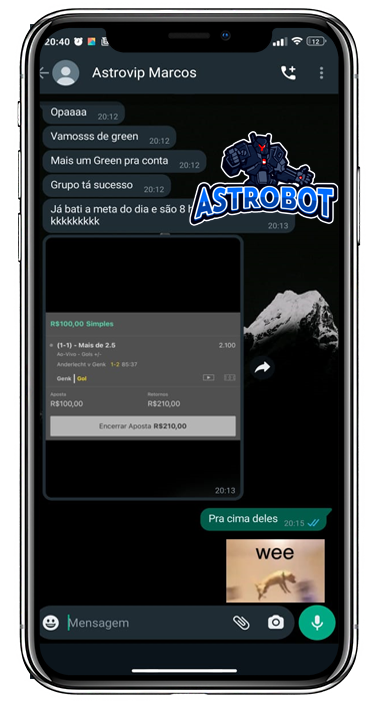 20:40
12
Astrovip Marcos
Opaaaa 20:12
Vamosss de green 20:12
Mais um Green pra conta 20:12
Grupo tá sucesso 20:12
ASTROBOT
Já bati a meta do dia e são 8 h
kkkkkkkkk 20:13
R$100,00 Simples
(1-1) - Mais de 2.5 2.100
Ao-Vivo - Gols +/-
Anderlecht v Genk 1-2 85:37
Genk Gol
Aposta Retornos
R$100,00 R$210,00
Encerrar Aposta R$210,00
20:13
Pra cima deles 20:15
wee
Mensagem